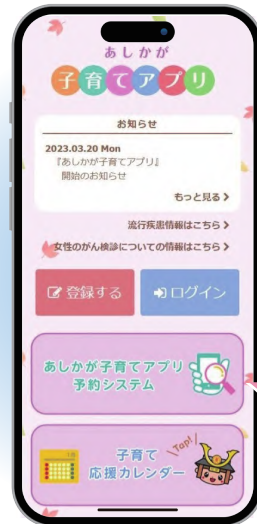 あしかが
子育てアプリ
お知らせ
2023.03.20 Mon
『あしかが子育てアプリ』
開始のお知らせ
もっと見る
流行疾患情報はこちら
女性のがん検診についての情報はこちら
登録する
ログイン
あしかが子育てアプリ
予約システム
子育て
応援カレンダー
Tap!